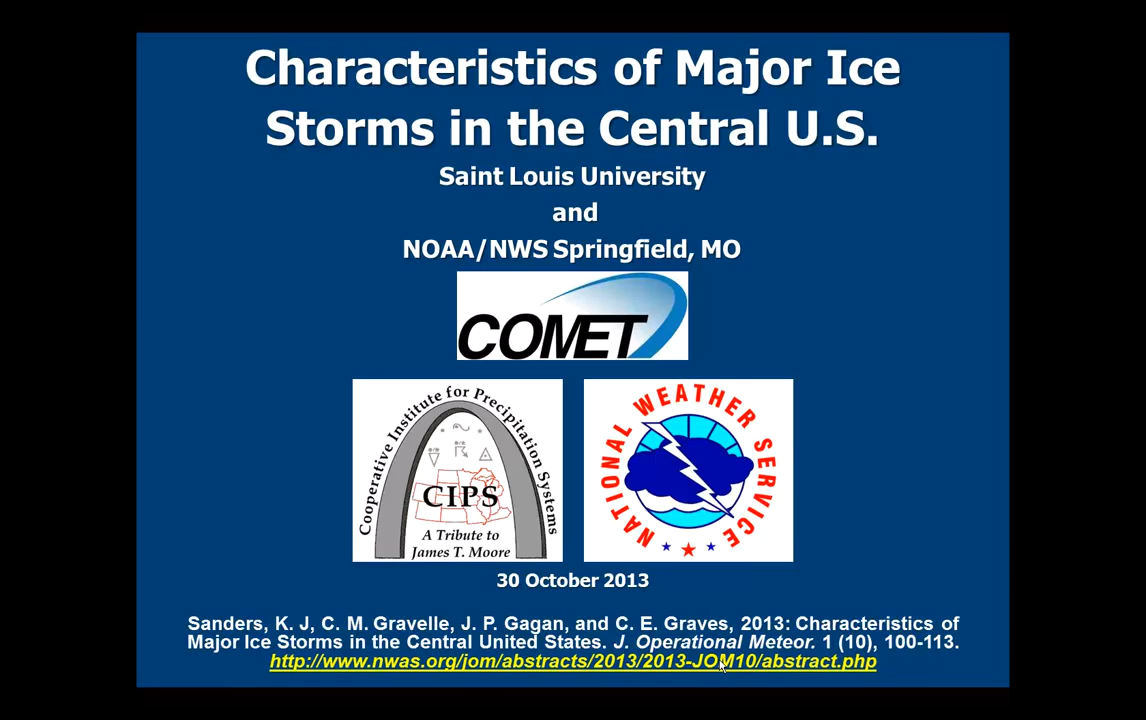 Characteristics of Major Ice
Storms in the Central U.S.
Saint Louis University
and
NOAA/NWS Springfield, MO
COMET
Cooperative Institute for Precipitation Systems
CIPS
A Tribute to
James T. Moore
NATIONAL WEATHER SERVICE
30 October 2013
Sanders, K. J, C. M. Gravelle, J. P. Gagan, and C. E. Graves, 2013: Characteristics of
Major Ice Storms in the Central United States. J. Operational Meteor. 1 (10), 100-113.
http://www.nwas.org/jom/abstracts/2013/2013-JOM10/abstract.php